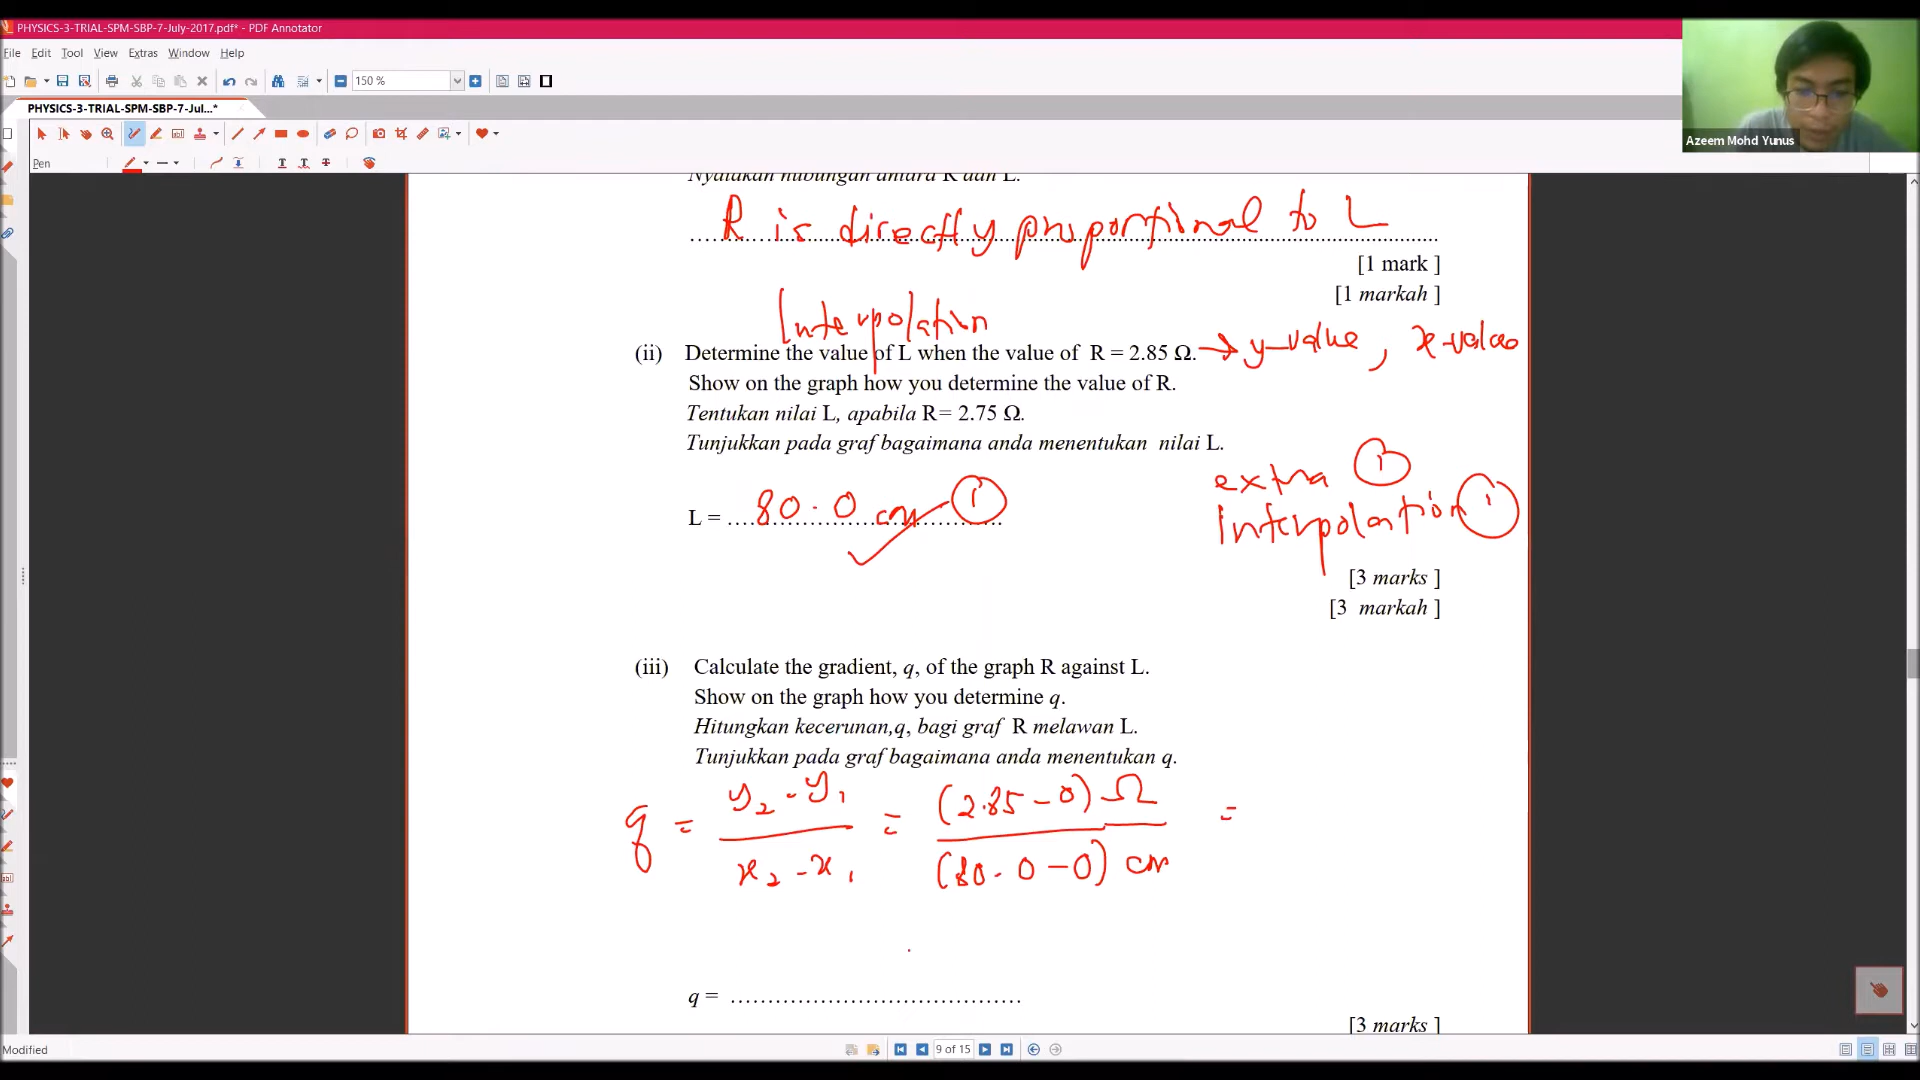 PHYSICS-3-TRIAL-SPM-SBP-7-July-2017.pdf* - PDF Annotator
File Edit Tool View Extras Window Help
150 %
PHYSICS-3-TRIAL-SPM-SBP-7-Jul...*
Azeem Mohd Yunus
Pen
Nyatakan hubungan antara R dan L.
R is directly proportional to L
[1 mark ]
[1 markah ]
Interpolation
(ii) Determine the value of L when the value of R = 2.85 Ω. → y-value, x-value
Show on the graph how you determine the value of R.
Tentukan nilai L, apabila R= 2.75 Ω.
Tunjukkan pada graf bagaimana anda menentukan nilai L.
extra 1
L = 80.0 cm ✓ 1
Interpolation 1
[3 marks ]
[3 markah ]
(iii) Calculate the gradient, q, of the graph R against L.
Show on the graph how you determine q.
Hitungkan kecerunan,q, bagi graf R melawan L.
Tunjukkan pada graf bagaimana anda menentukan q.
q = y₂ - y₁ / x₂ - x₁ = (2.85 - 0) Ω / (80.0 - 0) cm =
q = ..........................................
[3 marks ]
Modified
9 of 15